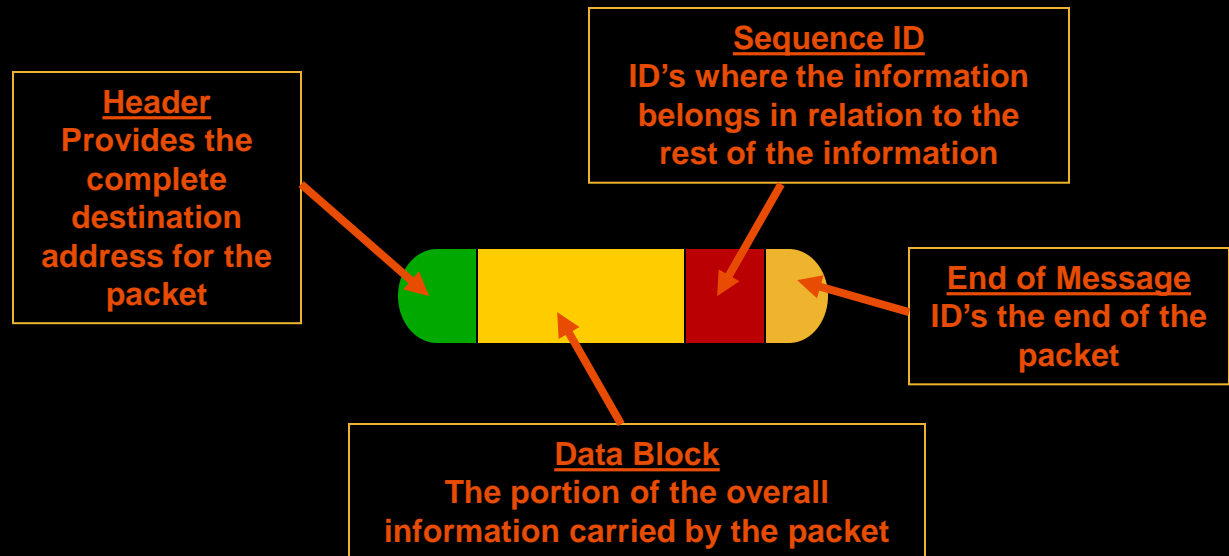 Sequence ID
ID's where the information
belongs in relation to the
rest of the information
Header
Provides the
complete
destination
address for the
packet
End of Message
ID's the end of the
packet
Data Block
The portion of the overall
information carried by the packet